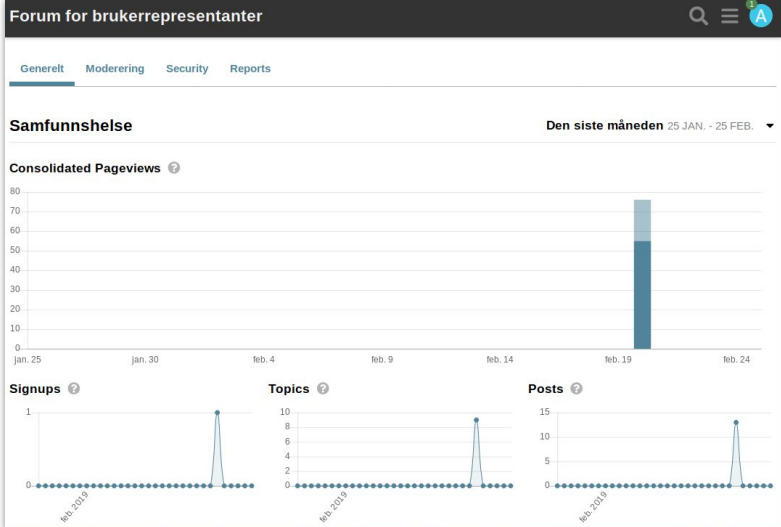 Forum for brukerrepresentanter
1
A
Generelt Moderering Security Reports
Samfunnshelse Den siste måneden 25 JAN. - 25 FEB.
Consolidated Pageviews ?
80
70
60
50
40
30
20
10
0
jan. 25 jan. 30 feb. 4 feb. 9 feb. 14 feb. 19 feb. 24
Signups ? Topics ? Posts ?
1
0
feb. 2019
10
8
6
4
2
0
feb. 2019
15
10
5
0
feb. 2019